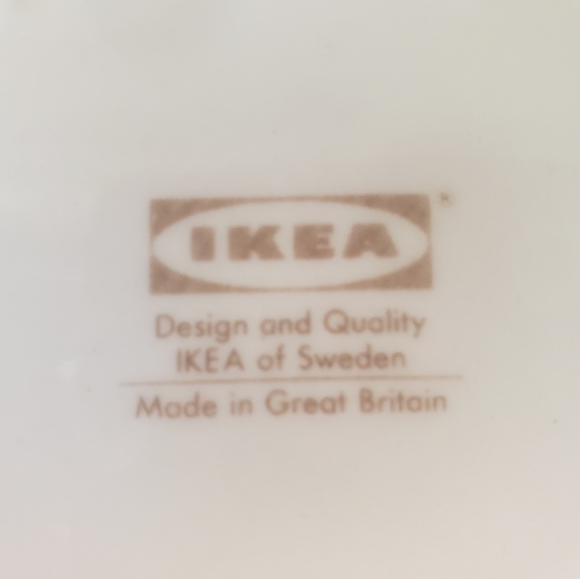 IKEA®
Design and Quality
IKEA of Sweden
Made in Great Britain